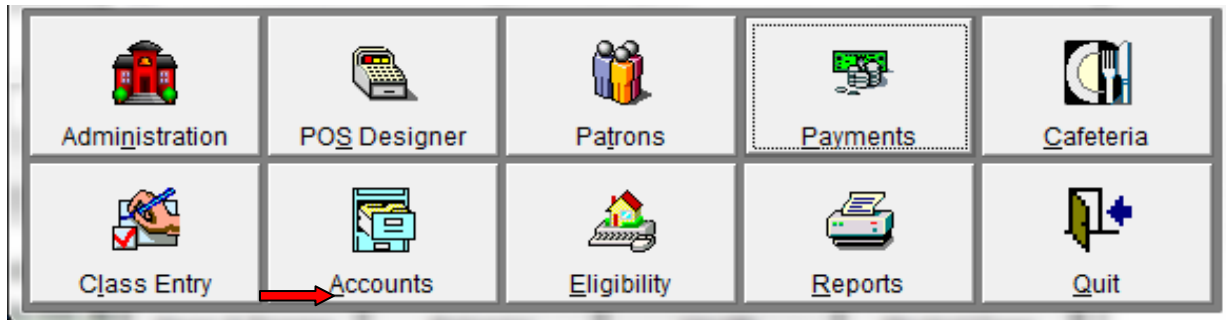 Administration
POS Designer
Patrons
Payments
Cafeteria
Class Entry
Accounts
Eligibility
Reports
Quit